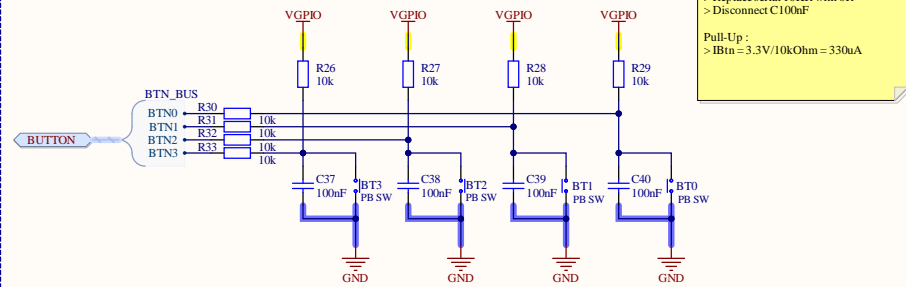 > Disconnect C100nF
Pull-Up :
> IBtn = 3.3V/10kOhm = 330uA
VGPIO VGPIO VGPIO VGPIO
R26 R27 R28 R29
10k 10k 10k 10k
BTN_BUS
BTN0 R30
BTN1 R31 10k
BTN2 R32 10k
BTN3 R33 10k
10k
BUTTON
C37 BT3 C38 BT2 C39 BT1 C40 BT0
100nF PB SW 100nF PB SW 100nF PB SW 100nF PB SW
GND GND GND GND